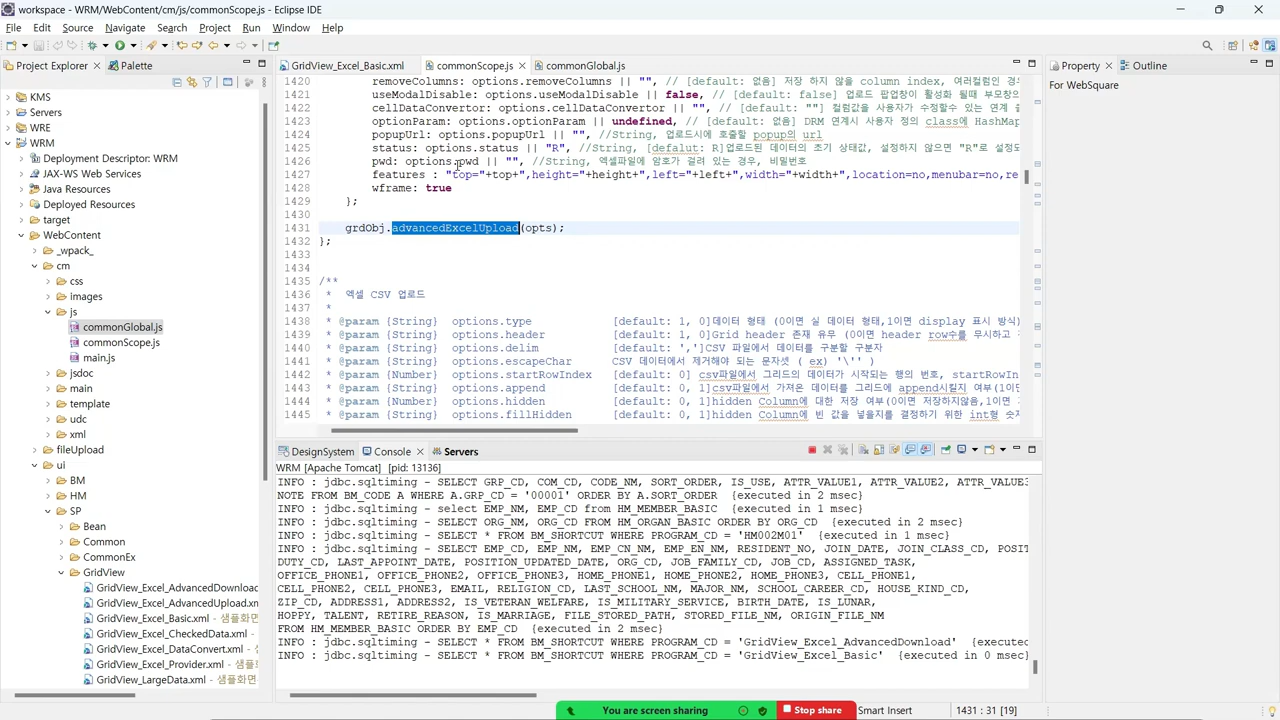 workspace - WRM/WebContent/cm/js/commonScope.js - Eclipse IDE
File Edit Source Navigate Search Project Run Window Help
Project Explorer Palette
KMS
Servers
WRE
WRM
Deployment Descriptor: WRM
JAX-WS Web Services
Java Resources
Deployed Resources
target
WebContent
_wpack_
cm
css
images
js
commonGlobal.js
commonScope.js
main.js
jsdoc
main
template
udc
xml
fileUpload
ui
BM
HM
SP
Bean
Common
CommonEx
GridView
GridView_Excel_AdvancedDownload
GridView_Excel_AdvancedUpload.xm
GridView_Excel_Basic.xml - 샘플화면
GridView_Excel_CheckedData.xml -
GridView_Excel_DataConvert.xml -
GridView_Excel_Provider.xml - 샘플
GridView_LargeData.xml - 샘플화면
GridView_Excel_Basic.xml commonScope.js commonGlobal.js
1420 removeColumns: options.removeColumns || "", // [default: 없음] 저장 하지 않을 column index, 여러컬럼인 경우
1421 useModalDisable: options.useModalDisable || false, // [default: false] 업로드 팝업창이 활성화 될때 부모창의
1422 cellDataConvertor: options.cellDataConvertor || "", // [default: ""] 컬럼값을 사용자가 수정할수 있는 연계
1423 optionParam: options.optionParam || undefined, // [default: 없음] DRM 연계시 사용자 정의 class에 HashMap
1424 popupUrl: options.popupUrl || "", //String, 업로드시에 호출할 popup의 url
1425 status: options.status || "R", //String, [defalut: R]업로드된 데이터의 초기 상태값, 설정하지 않으면 "R"로 설정되
1426 pwd: options.pwd || "", //String, 엑셀파일에 암호가 걸려 있는 경우, 비밀번호
1427 features : "top="+top+",height="+height+",left="+left+",width="+width+",location=no,menubar=no,re
1428 wframe: true
1429 };
1430
1431 grdObj.advancedExcelUpload(opts);
1432 };
1433
1434
1435 /**
1436 * 엑셀 CSV 업로드
1437 *
1438 * @param {String} options.type [default: 1, 0]데이터 형태 (0이면 실 데이터 형태,1이면 display 표시 방식)
1439 * @param {String} options.header [default: 1, 0]Grid header 존재 유무 (0이면 header row수를 무시하고
1440 * @param {String} options.delim [default: ',']CSV 파일에서 데이터를 구분할 구분자
1441 * @param {String} options.escapeChar CSV 데이터에서 제거해야 되는 문자셋 ( ex) '\'' )
1442 * @param {Number} options.startRowIndex [default: 0] csv파일에서 그리드의 데이터가 시작되는 행의 번호, startRowIn
1443 * @param {String} options.append [default: 0, 1]csv파일에서 가져온 데이터를 그리드에 append시킬지 여부(1이면
1444 * @param {Number} options.hidden [default: 0, 1]hidden Column에 대한 저장 여부(0이면 저장하지않음,1이면
1445 * @param {String} options.fillHidden [default: 0, 1]hidden Column에 빈 값을 넣을지를 결정하기 위한 int형 숫자
DesignSystem Console Servers
WRM [Apache Tomcat] [pid: 13136]
INFO : jdbc.sqltiming - SELECT GRP_CD, COM_CD, CODE_NM, SORT_ORDER, IS_USE, ATTR_VALUE1, ATTR_VALUE2, ATTR_VALUE3
NOTE FROM BM_CODE A WHERE A.GRP_CD = '00001' ORDER BY A.SORT_ORDER {executed in 2 msec}
INFO : jdbc.sqltiming - select EMP_NM, EMP_CD from HM_MEMBER_BASIC {executed in 1 msec}
INFO : jdbc.sqltiming - SELECT ORG_NM, ORG_CD FROM HM_ORGAN_BASIC ORDER BY ORG_CD {executed in 2 msec}
INFO : jdbc.sqltiming - SELECT * FROM BM_SHORTCUT WHERE PROGRAM_CD = 'HM002M01' {executed in 1 msec}
INFO : jdbc.sqltiming - SELECT EMP_CD, EMP_NM, EMP_CN_NM, EMP_EN_NM, RESIDENT_NO, JOIN_DATE, JOIN_CLASS_CD, POSIT
DUTY_CD, LAST_APPOINT_DATE, POSITION_UPDATED_DATE, ORG_CD, JOB_FAMILY_CD, JOB_CD, ASSIGNED_TASK,
OFFICE_PHONE1, OFFICE_PHONE2, OFFICE_PHONE3, HOME_PHONE1, HOME_PHONE2, HOME_PHONE3, CELL_PHONE1,
CELL_PHONE2, CELL_PHONE3, EMAIL, RELIGION_CD, LAST_SCHOOL_NM, MAJOR_NM, SCHOOL_CAREER_CD, HOUSE_KIND_CD,
ZIP_CD, ADDRESS1, ADDRESS2, IS_VETERAN_WELFARE, IS_MILITARY_SERVICE, BIRTH_DATE, IS_LUNAR,
HOPPY, TALENT, RETIRE_REASON, IS_MARRIAGE, FILE_STORED_PATH, STORED_FILE_NM, ORIGIN_FILE_NM
FROM HM_MEMBER_BASIC ORDER BY EMP_CD {executed in 2 msec}
INFO : jdbc.sqltiming - SELECT * FROM BM_SHORTCUT WHERE PROGRAM_CD = 'GridView_Excel_AdvancedDownload' {executed
INFO : jdbc.sqltiming - SELECT * FROM BM_SHORTCUT WHERE PROGRAM_CD = 'GridView_Excel_Basic' {executed in 0 msec}
Property Outline
For WebSquare
You are screen sharing Stop share Smart Insert 1431 : 31 [19]